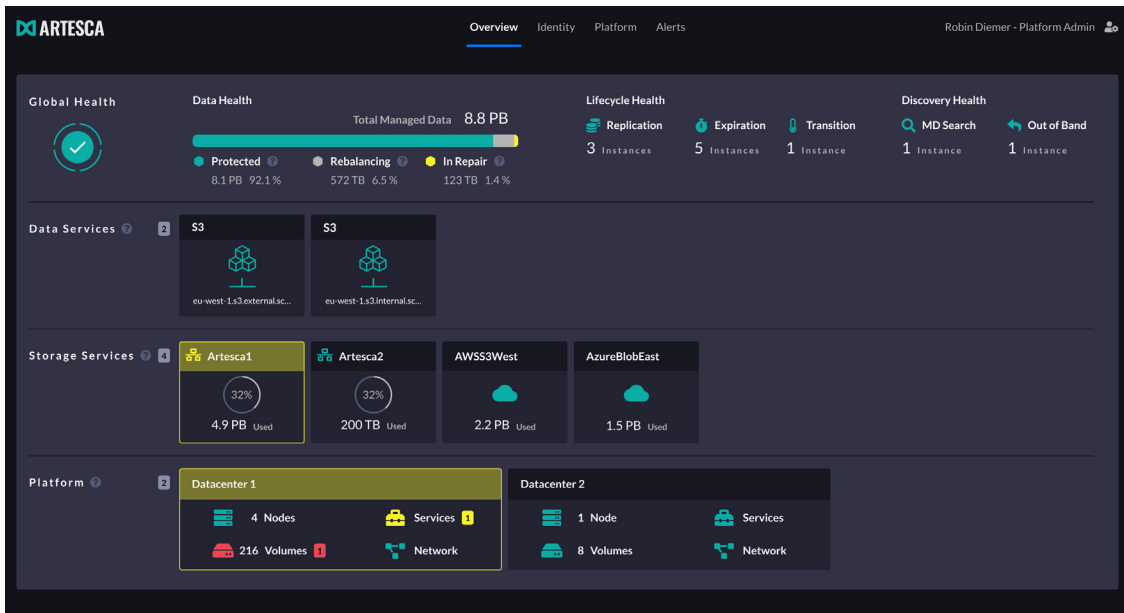 ARTESCA
Overview Identity Platform Alerts
Robin Diemer - Platform Admin
Global Health
Data Health
Total Managed Data 8.8 PB
Protected ? Rebalancing ? In Repair ?
8.1 PB 92.1 % 572 TB 6.5 % 123 TB 1.4 %
Lifecycle Health
Replication Expiration Transition
3 Instances 5 Instances 1 Instance
Discovery Health
MD Search Out of Band
1 Instance 1 Instance
Data Services ? 2
S3 S3
eu-west-1.s3.external.sc... eu-west-1.s3.internal.sc...
Storage Services ? 4
Artesca1 Artesca2 AWSS3West AzureBlobEast
32% 32%
4.9 PB Used 200 TB Used 2.2 PB Used 1.5 PB Used
Platform ? 2
Datacenter 1
4 Nodes Services 1
216 Volumes 1 Network
Datacenter 2
1 Node Services
8 Volumes Network